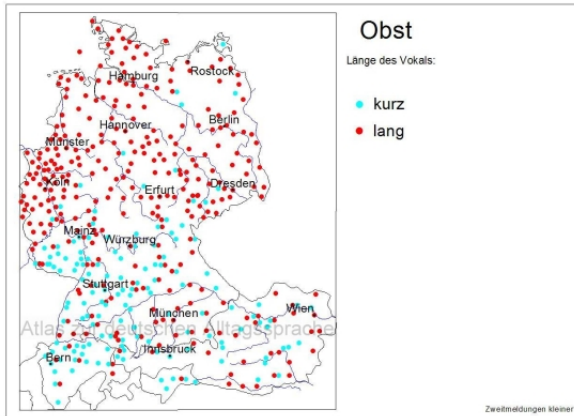 Obst
Länge des Vokals:
kurz
lang
Hamburg
Rostock
Hannover
Berlin
Münster
Köln
Erfurt
Dresden
Mainz
Würzburg
Stuttgart
München
Wien
Atlas zur deutschen Alltagssprache
Bern
Innsbruck
Zweitmeldungen kleiner